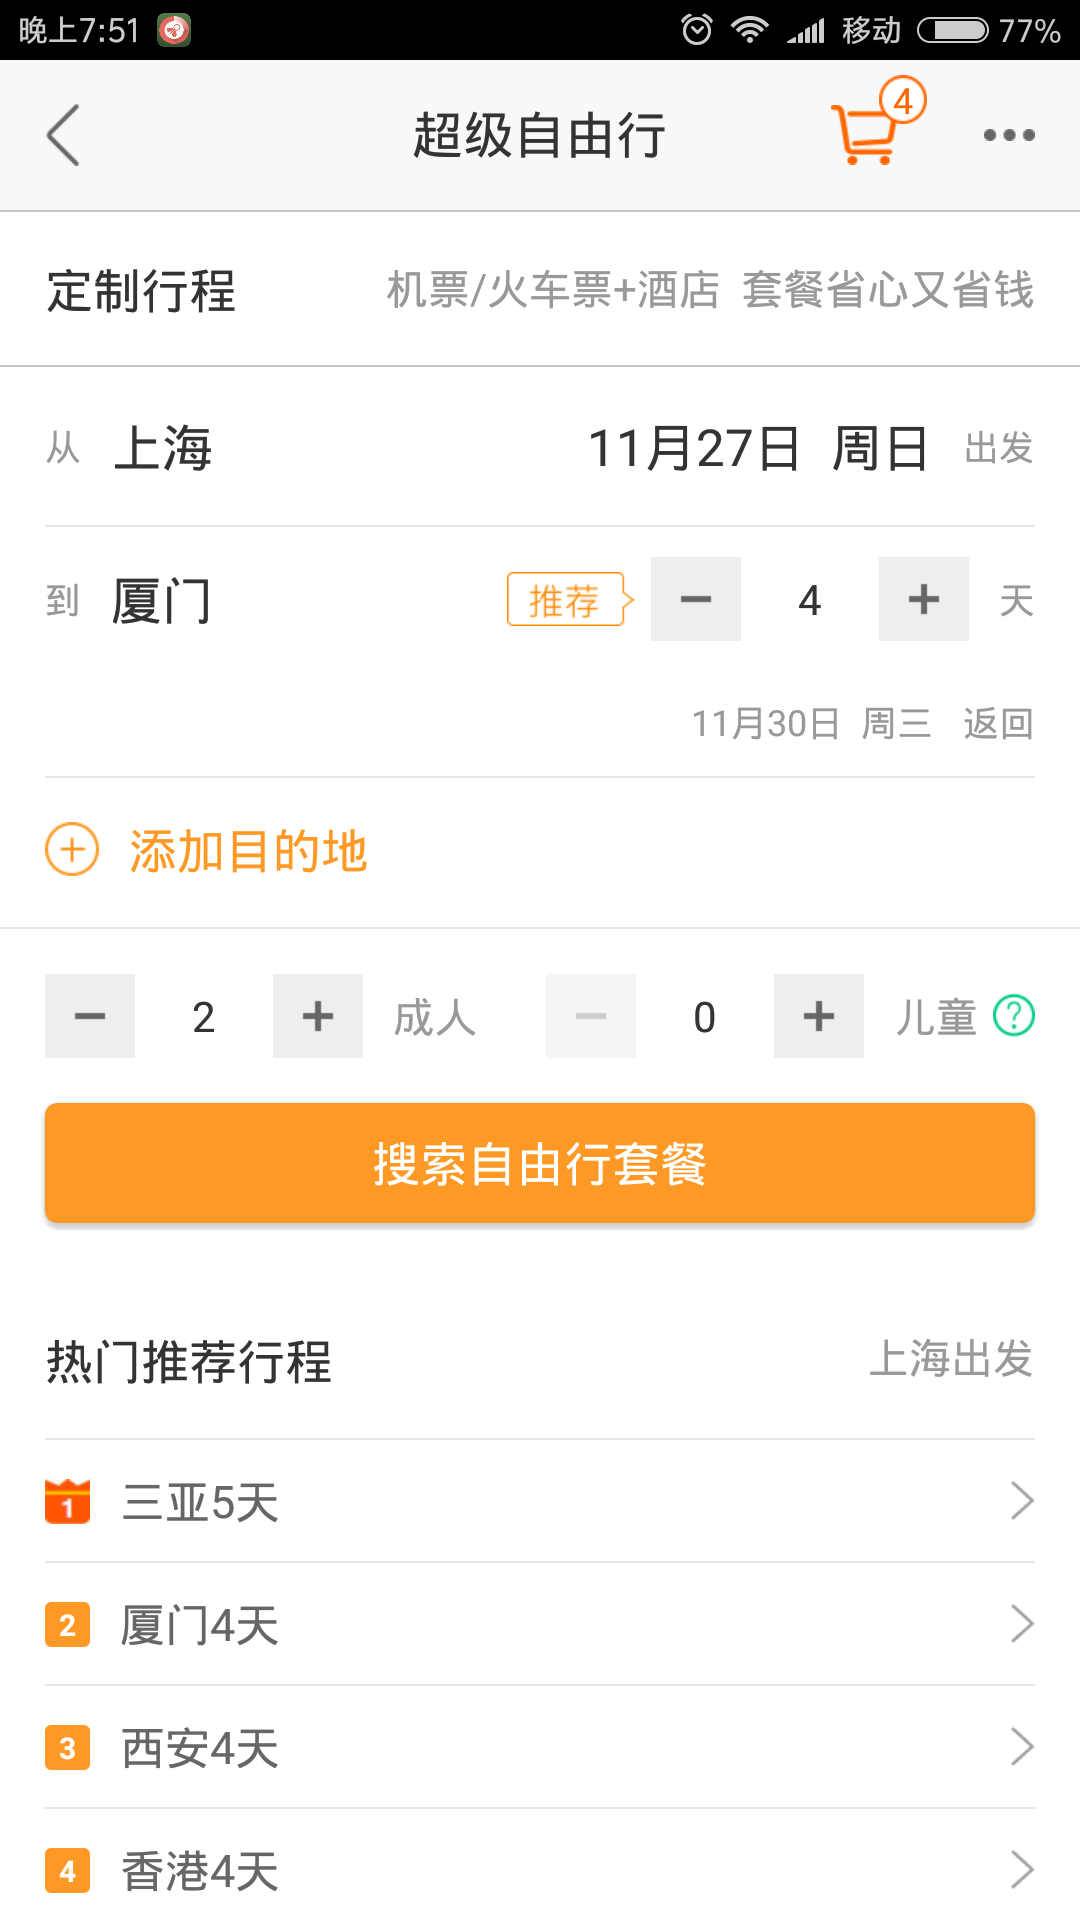 晚上7:51 移动 77%
超级自由行 4
定制行程 机票/火车票+酒店 套餐省心又省钱
从 上海 11月27日 周日 出发
到 厦门 推荐 − 4 + 天
11月30日 周三 返回
添加目的地
− 2 + 成人 − 0 + 儿童 ?
搜索自由行套餐
热门推荐行程 上海出发
1 三亚5天
2 厦门4天
3 西安4天
4 香港4天